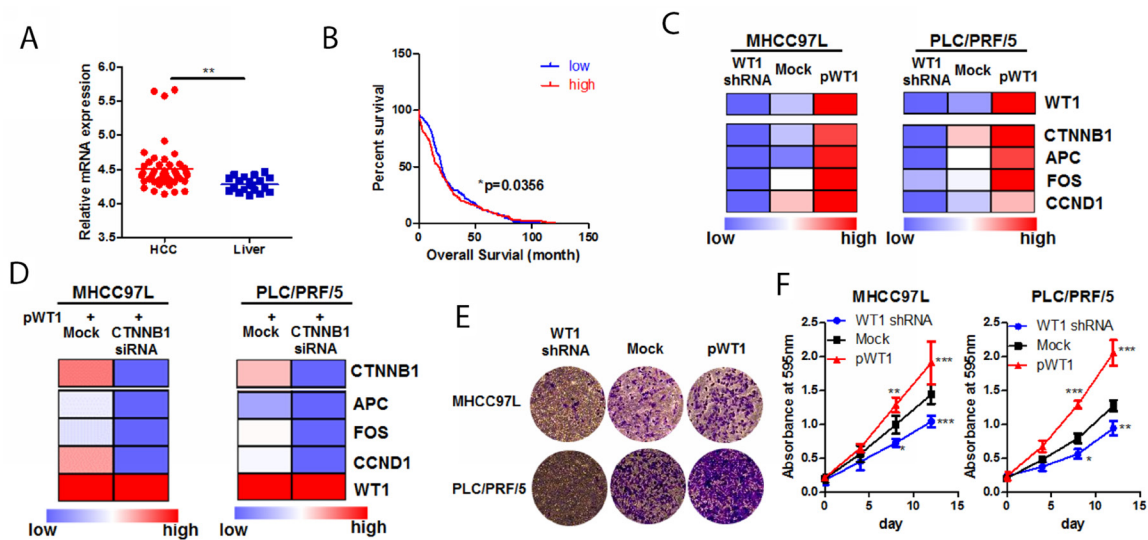 A
Relative mRNA expression
6.0
5.5
5.0
4.5
4.0
3.5
**
HCC
Liver
B
Percent survival
150
100
50
0
low
high
*p=0.0356
0
50
100
150
Overall Survial (month)
C
MHCC97L
WT1 shRNA
Mock
pWT1
PLC/PRF/5
WT1 shRNA
Mock
pWT1
WT1
CTNNB1
APC
FOS
CCND1
low
high
low
high
D
MHCC97L
pWT1
+
+
Mock
CTNNB1 siRNA
PLC/PRF/5
+
+
Mock
CTNNB1 siRNA
CTNNB1
APC
FOS
CCND1
WT1
low
high
low
high
E
WT1 shRNA
Mock
pWT1
MHCC97L
PLC/PRF/5
F
MHCC97L
Absorbance at 595nm
2.5
2.0
1.5
1.0
0.5
0.0
WT1 shRNA
Mock
pWT1
**
***
***
*
0
5
10
15
day
PLC/PRF/5
Absorbance at 595nm
2.5
2.0
1.5
1.0
0.5
0.0
WT1 shRNA
Mock
pWT1
***
***
**
*
0
5
10
15
day